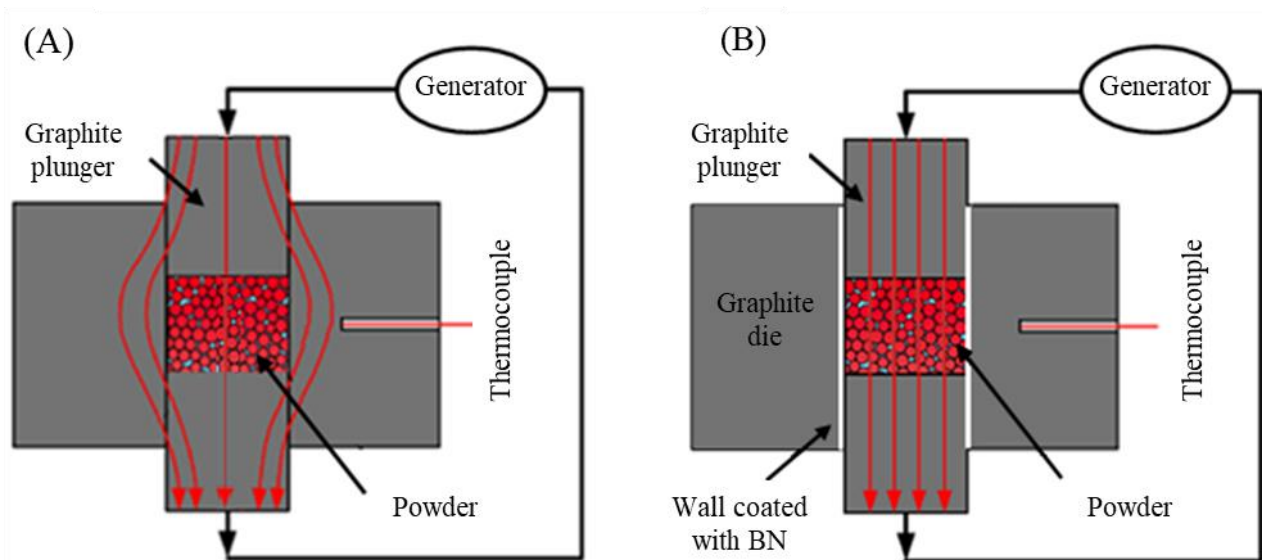 (A)
Generator
Graphite
plunger
Thermocouple
Powder
(B)
Generator
Graphite
plunger
Graphite
die
Thermocouple
Wall coated
with BN
Powder